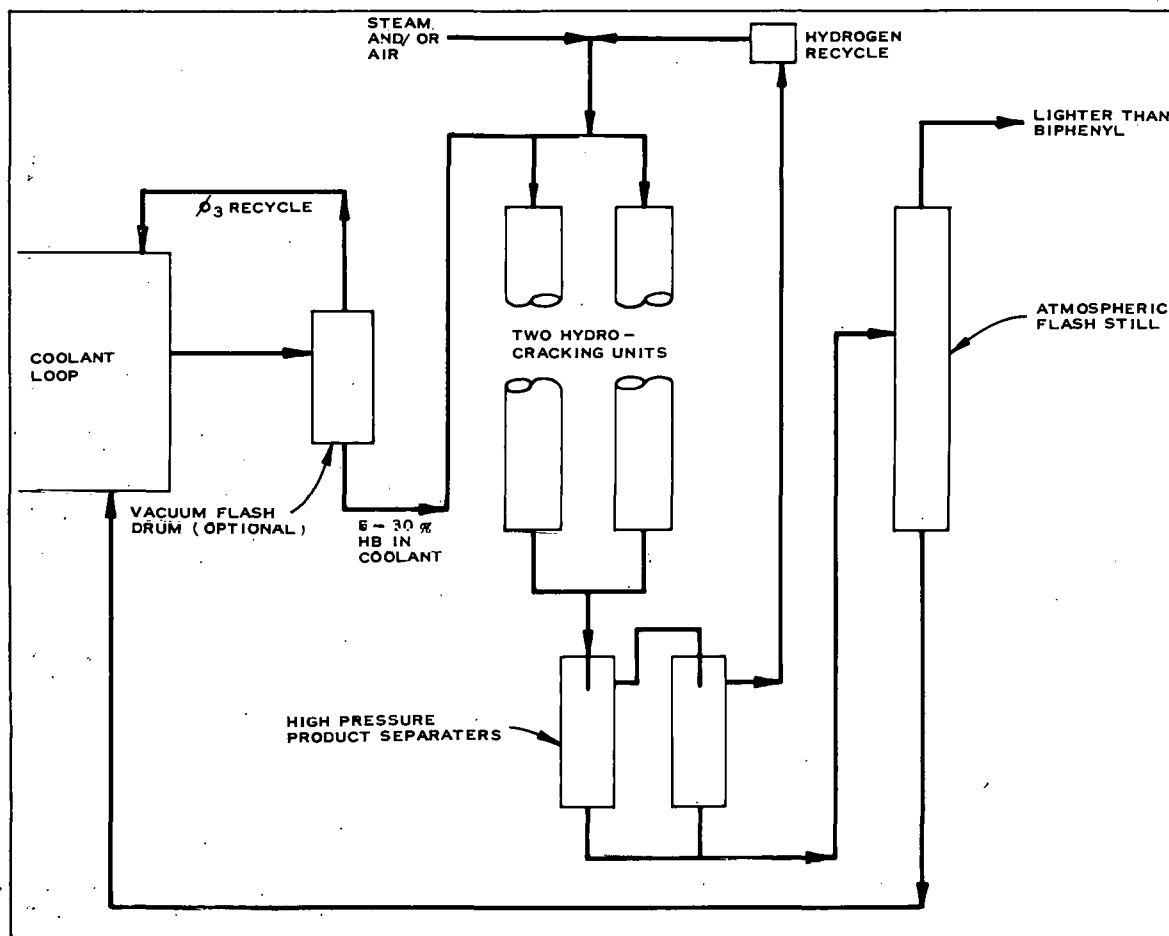 STEAM
AND/OR
AIR
HYDROGEN
RECYCLE
LIGHTER THAN
BIPHENYL
ø3 RECYCLE
COOLANT
LOOP
TWO HYDRO-
CRACKING UNITS
ATMOSPHERIC
FLASH STILL
VACUUM FLASH
DRUM (OPTIONAL)
5-30 %
HB IN
COOLANT
HIGH PRESSURE
PRODUCT SEPARATERS